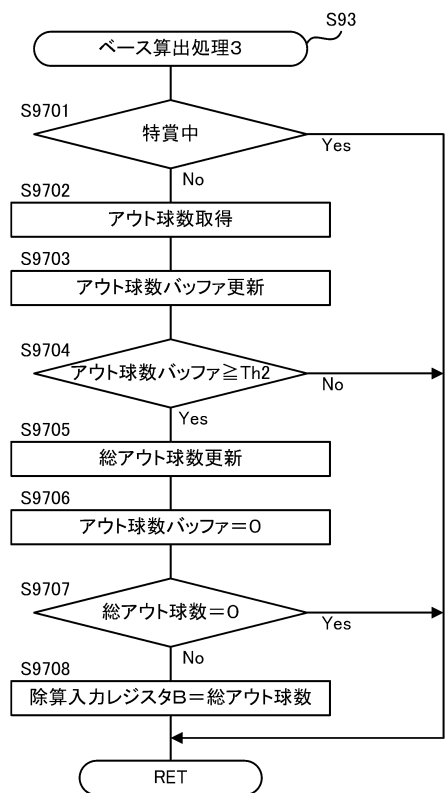 S93
ベース算出処理3
S9701
特賞中
Yes
No
S9702
アウト球数取得
S9703
アウト球数バッファ更新
S9704
アウト球数バッファ≧Th2
No
Yes
S9705
総アウト球数更新
S9706
アウト球数バッファ=0
S9707
総アウト球数=0
Yes
No
S9708
除算入力レジスタB=総アウト球数
RET